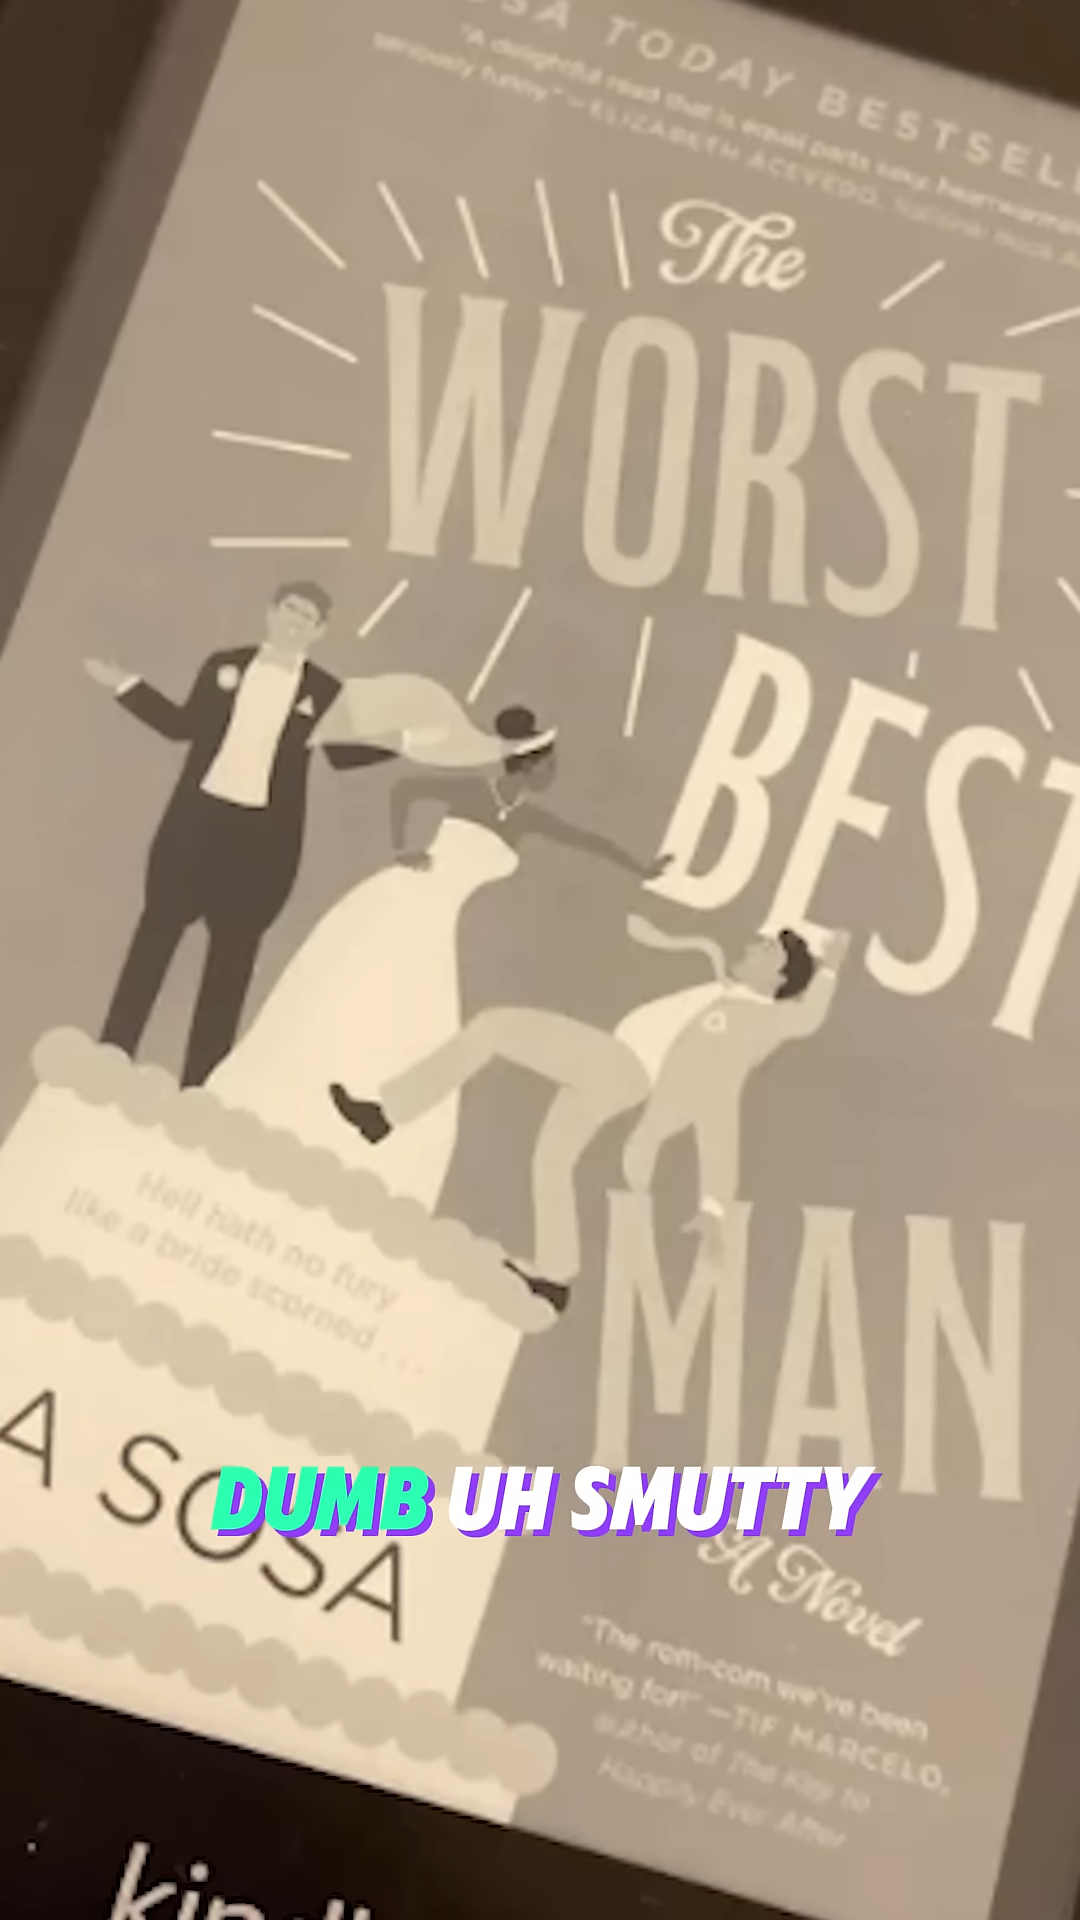 USA TODAY BESTSELL
"A delightful read that is equal parts sexy, heartwarming
seriously funny." —ELIZABETH ACEVEDO, National Book A
The
WORST
BEST
MAN
Hell hath no fury
like a bride scorned . . .
A SOSA
DUMB UH SMUTTY
A Novel
"The rom-com we've been
waiting for!" —TIF MARCELO,
author of The Key to
Happily Ever After
kindl